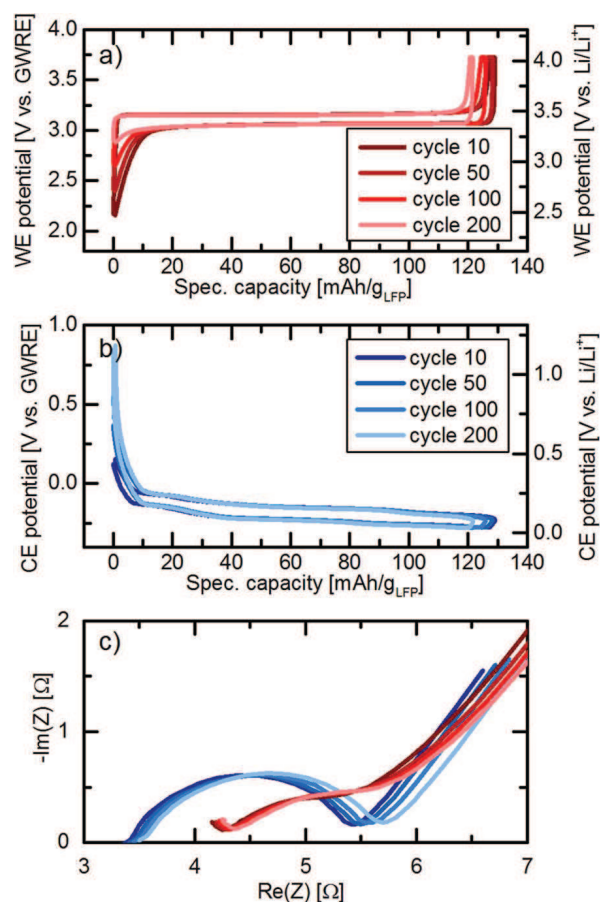 a)
WE potential [V vs. GWRE]
4.0
3.5
3.0
2.5
2.0
WE potential [V vs. Li/Li⁺]
4.0
3.5
3.0
2.5
cycle 10
cycle 50
cycle 100
cycle 200
0 20 40 60 80 100 120 140
Spec. capacity [mAh/gLFP]
b)
CE potential [V vs. GWRE]
1.0
0.5
0.0
CE potential [V vs. Li/Li⁺]
1.0
0.5
0.0
cycle 10
cycle 50
cycle 100
cycle 200
0 20 40 60 80 100 120 140
Spec. capacity [mAh/gLFP]
c)
-Im(Z) [Ω]
2
1
0
3 4 5 6 7
Re(Z) [Ω]